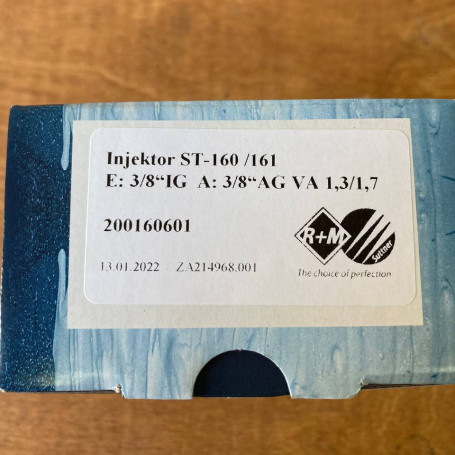 Injektor ST-160 /161
E: 3/8“IG A: 3/8“AG VA 1,3/1,7
200160601
R+M
Suttner
13.01.2022 ZA214968.001
The choice of perfection